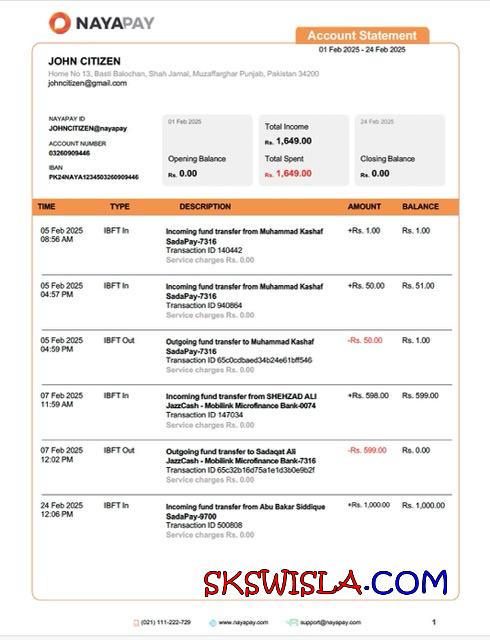 NAYAPAY
Account Statement
01 Feb 2025 - 24 Feb 2025
JOHN CITIZEN
Home No 13, Basti Balochan, Shah Jamal, Muzaffarghar Punjab, Pakistan 34200
johncitizen@gmail.com
NAYAPAY ID
JOHNCITIZEN@nayapay
ACCOUNT NUMBER
03260909446
IBAN
PK24NAYA1234503260909446
01 Feb 2025
Opening Balance
Rs. 0.00
Total Income
Rs. 1,649.00
Total Spent
Rs. 1,649.00
24 Feb 2025
Closing Balance
Rs. 0.00
TIME TYPE DESCRIPTION AMOUNT BALANCE
05 Feb 2025 IBFT In Incoming fund transfer from Muhammad Kashaf +Rs. 1.00 Rs. 1.00
08:56 AM SadaPay-7316
Transaction ID 140442
Service charges Rs. 0.00
05 Feb 2025 IBFT In Incoming fund transfer from Muhammad Kashaf +Rs. 50.00 Rs. 51.00
04:57 PM SadaPay-7316
Transaction ID 940864
Service charges Rs. 0.00
05 Feb 2025 IBFT Out Outgoing fund transfer to Muhammad Kashaf -Rs. 50.00 Rs. 1.00
04:59 PM SadaPay-7316
Transaction ID 65c0cdbaed34b24e61bff546
Service charges Rs. 0.00
07 Feb 2025 IBFT In Incoming fund transfer from SHEHZAD ALI +Rs. 598.00 Rs. 599.00
11:59 AM JazzCash - Mobilink Microfinance Bank-0074
Transaction ID 147034
Service charges Rs. 0.00
07 Feb 2025 IBFT Out Outgoing fund transfer to Sadaqat Ali -Rs. 599.00 Rs. 0.00
12:02 PM JazzCash - Mobilink Microfinance Bank-7316
Transaction ID 65c32b16d75a1e1d3b0e9b2f
Service charges Rs. 0.00
24 Feb 2025 IBFT In Incoming fund transfer from Abu Bakar Siddique +Rs. 1,000.00 Rs. 1,000.00
12:06 PM SadaPay-9700
Transaction ID 500808
Service charges Rs. 0.00
SKSWISLA.COM
(021) 111-222-729 www.nayapay.com support@nayapay.com 1